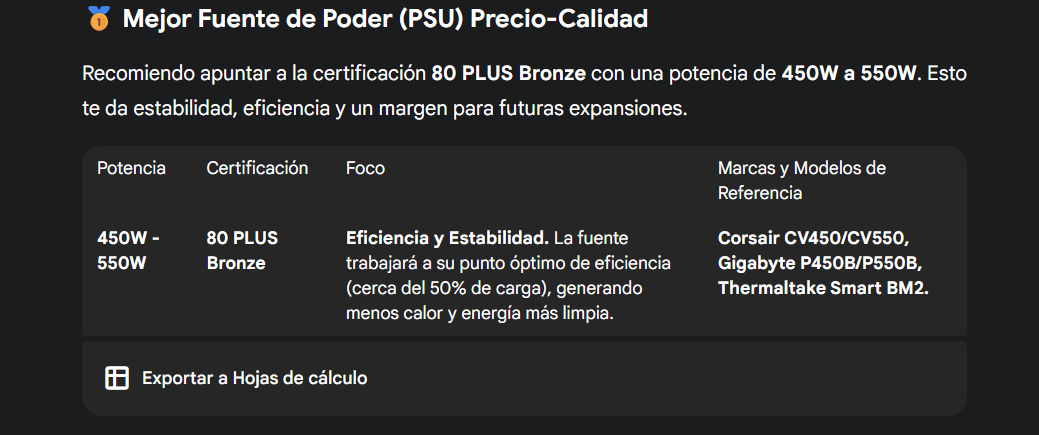 Mejor Fuente de Poder (PSU) Precio-Calidad
Recomiendo apuntar a la certificación 80 PLUS Bronze con una potencia de 450W a 550W. Esto
te da estabilidad, eficiencia y un margen para futuras expansiones.
Potencia
Certificación
Foco
Marcas y Modelos de
Referencia
450W -
550W
80 PLUS
Bronze
Eficiencia y Estabilidad. La fuente
trabajará a su punto óptimo de eficiencia
(cerca del 50% de carga), generando
menos calor y energía más limpia.
Corsair CV450/CV550,
Gigabyte P450B/P550B,
Thermaltake Smart BM2.
Exportar a Hojas de cálculo